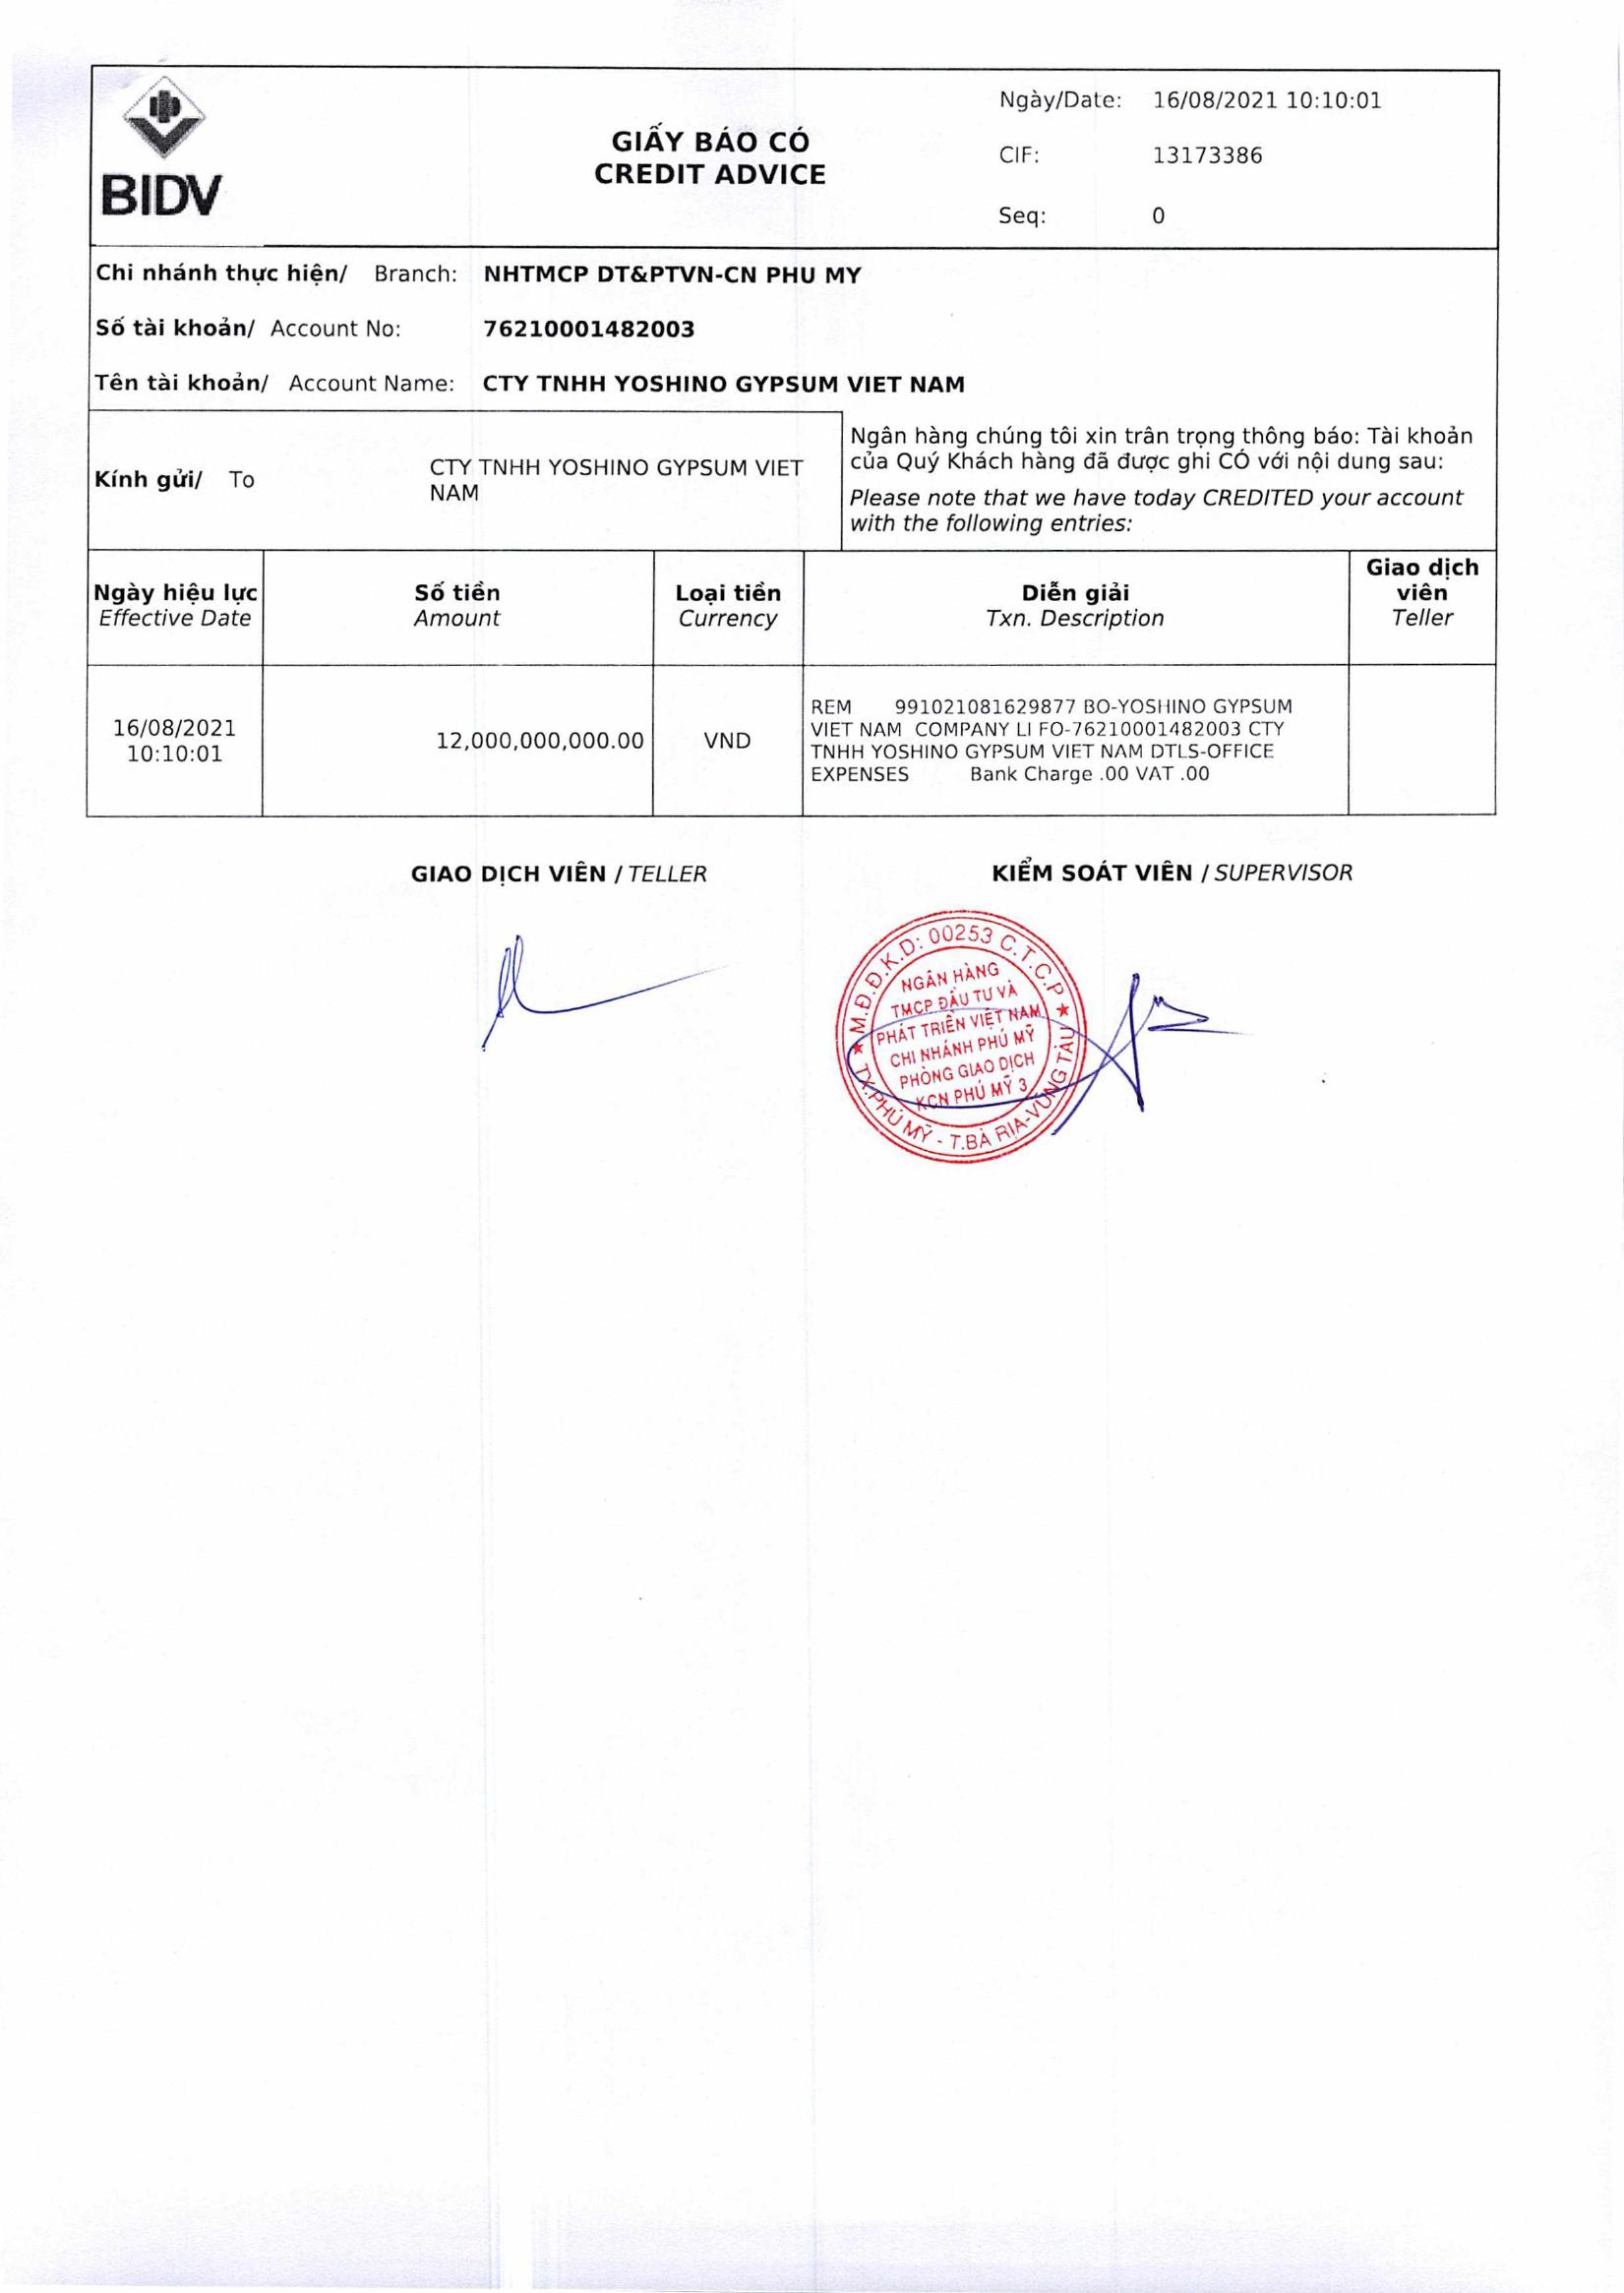 BIDV
GIẤY BÁO CÓ
CREDIT ADVICE
Ngày/Date: 16/08/2021 10:10:01
CIF: 13173386
Seq: 0
Chi nhánh thực hiện/ Branch: NHTMCP DT&PTVN-CN PHU MY
Số tài khoản/ Account No: 76210001482003
Tên tài khoản/ Account Name: CTY TNHH YOSHINO GYPSUM VIET NAM
Kính gửi/ To
CTY TNHH YOSHINO GYPSUM VIET
NAM
Ngân hàng chúng tôi xin trân trọng thông báo: Tài khoản
của Quý Khách hàng đã được ghi CÓ với nội dung sau:
Please note that we have today CREDITED your account
with the following entries:
Ngày hiệu lực
Effective Date
Số tiền
Amount
Loại tiền
Currency
Diễn giải
Txn. Description
Giao dịch
viên
Teller
16/08/2021
10:10:01
12,000,000,000.00
VND
REM 991021081629877 BO-YOSHINO GYPSUM
VIET NAM COMPANY LI FO-76210001482003 CTY
TNHH YOSHINO GYPSUM VIET NAM DTLS-OFFICE
EXPENSES Bank Charge .00 VAT .00
GIAO DỊCH VIÊN / TELLER
KIỂM SOÁT VIÊN / SUPERVISOR
M.Đ.Đ.K.D: 00253 C.T.C.P
NGÂN HÀNG
TMCP ĐẦU TƯ VÀ
PHÁT TRIỂN VIỆT NAM
CHI NHÁNH PHÚ MỸ
PHÒNG GIAO DỊCH
KCN PHÚ MỸ 3
TX.PHÚ MỸ - T.BÀ RỊA-VŨNG TÀU